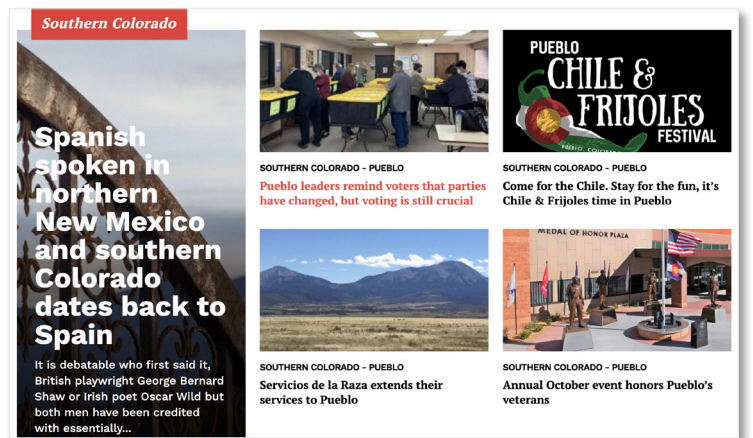 Southern Colorado
Spanish
spoken in
northern
New Mexico
and southern
Colorado
dates back to
Spain
It is debatable who first said it,
British playwright George Bernard
Shaw or Irish poet Oscar Wild but
both men have been credited
with essentially...
SOUTHERN COLORADO - PUEBLO
Pueblo leaders remind voters that parties
have changed, but voting is still crucial
PUEBLO
CHILE &
FRIJOLES
FESTIVAL
PUEBLO, COLORADO
SOUTHERN COLORADO - PUEBLO
Come for the Chile. Stay for the fun, it's
Chile & Frijoles time in Pueblo
SOUTHERN COLORADO - PUEBLO
Servicios de la Raza extends their
services to Pueblo
MEDAL OF HONOR PLAZA
SOUTHERN COLORADO - PUEBLO
Annual October event honors Pueblo's
veterans